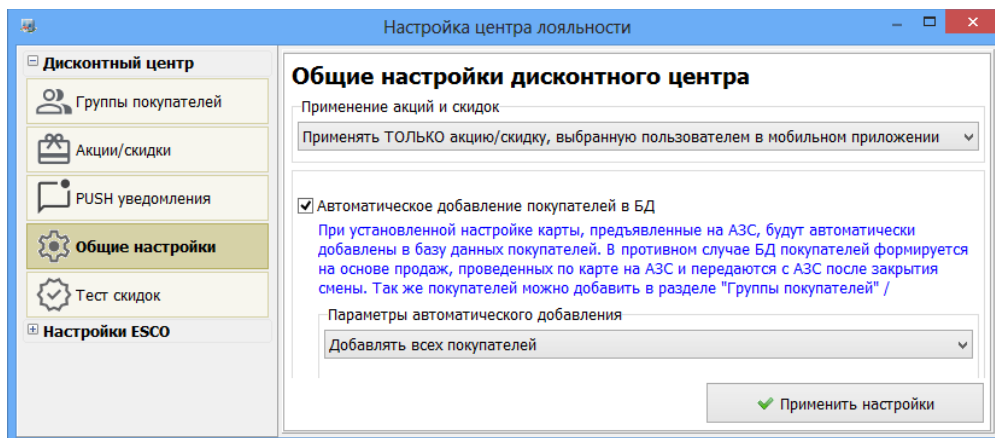 Настройка центра лояльности
Дисконтный центр
Группы покупателей
Акции/скидки
PUSH уведомления
Общие настройки
Тест скидок
Настройки ESCO
Общие настройки дисконтного центра
Применение акций и скидок
Применять ТОЛЬКО акцию/скидку, выбранную пользователем в мобильном приложении
Автоматическое добавление покупателей в БД
При установленной настройке карты, предъявленные на АЗС, будут автоматически
добавлены в базу данных покупателей. В противном случае БД покупателей формируется
на основе продаж, проведенных по карте на АЗС и передаются с АЗС после закрытия
смены. Так же покупателей можно добавить в разделе "Группы покупателей" /
Параметры автоматического добавления
Добавлять всех покупателей
Применить настройки